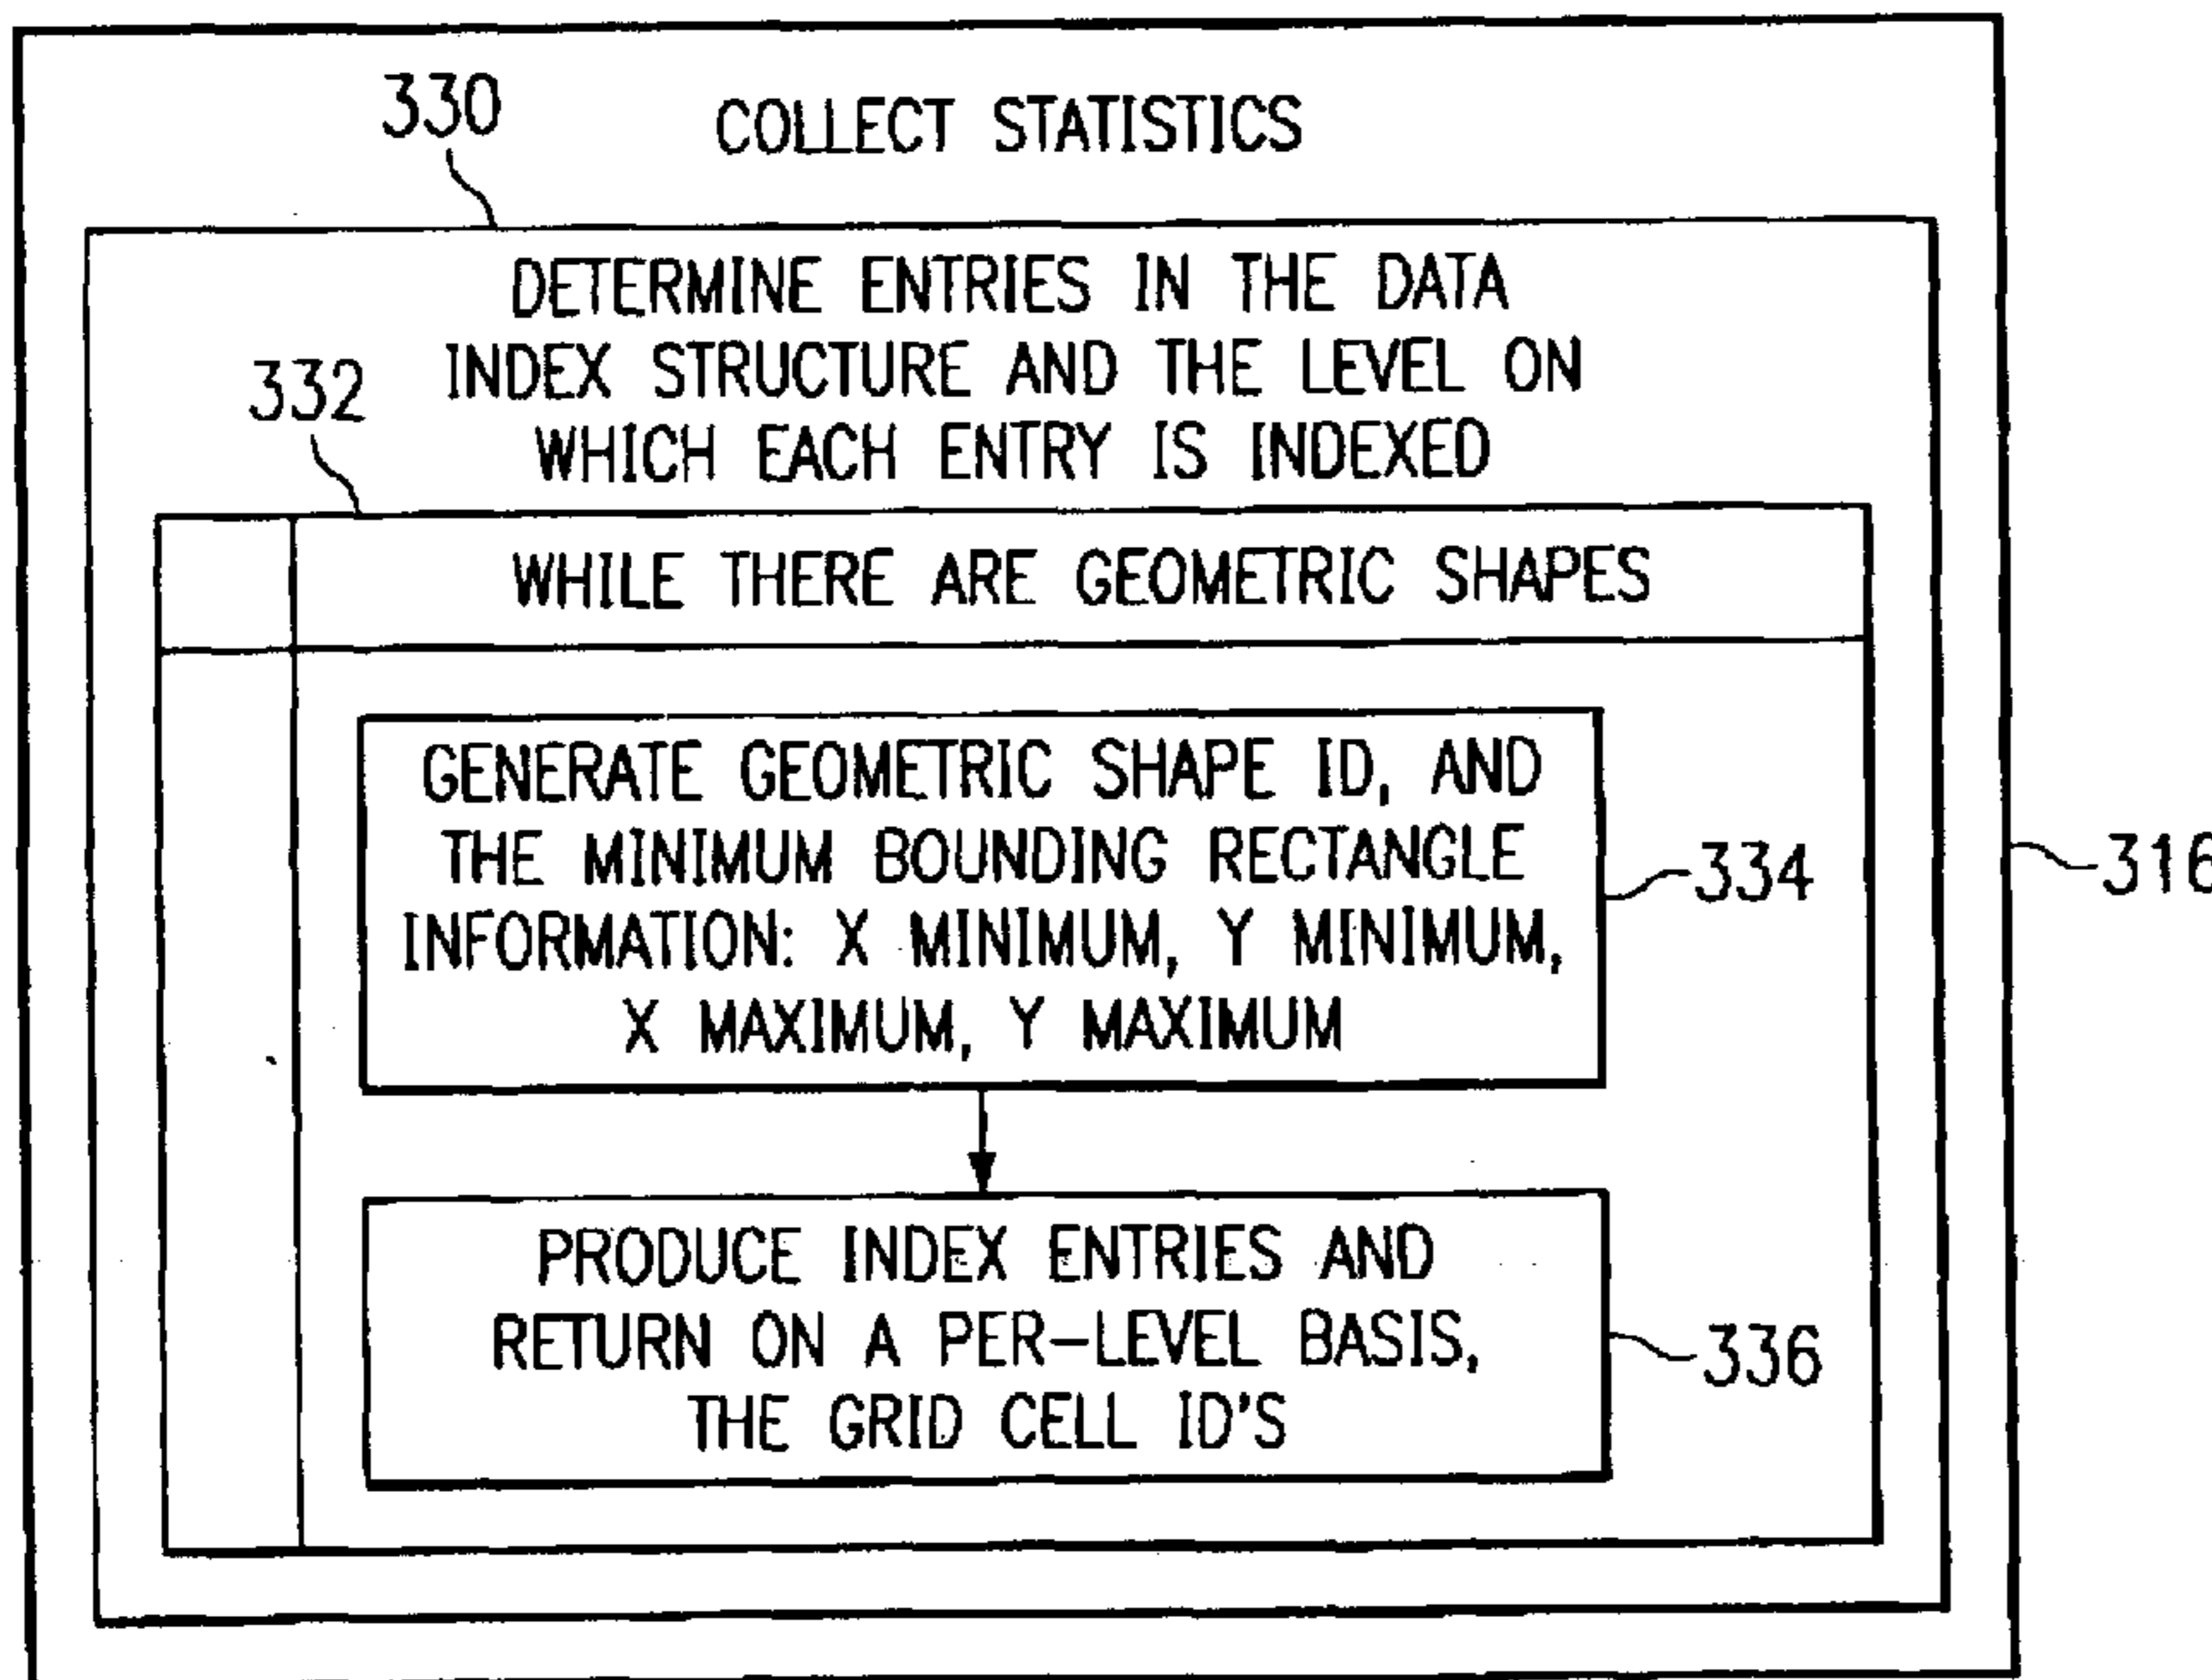 330
COLLECT STATISTICS
DETERMINE ENTRIES IN THE DATA
INDEX STRUCTURE AND THE LEVEL ON
WHICH EACH ENTRY IS INDEXED
332
WHILE THERE ARE GEOMETRIC SHAPES
GENERATE GEOMETRIC SHAPE ID, AND
THE MINIMUM BOUNDING RECTANGLE
INFORMATION: X MINIMUM, Y MINIMUM,
X MAXIMUM, Y MAXIMUM
334
316
PRODUCE INDEX ENTRIES AND
RETURN ON A PER-LEVEL BASIS,
THE GRID CELL ID'S
336